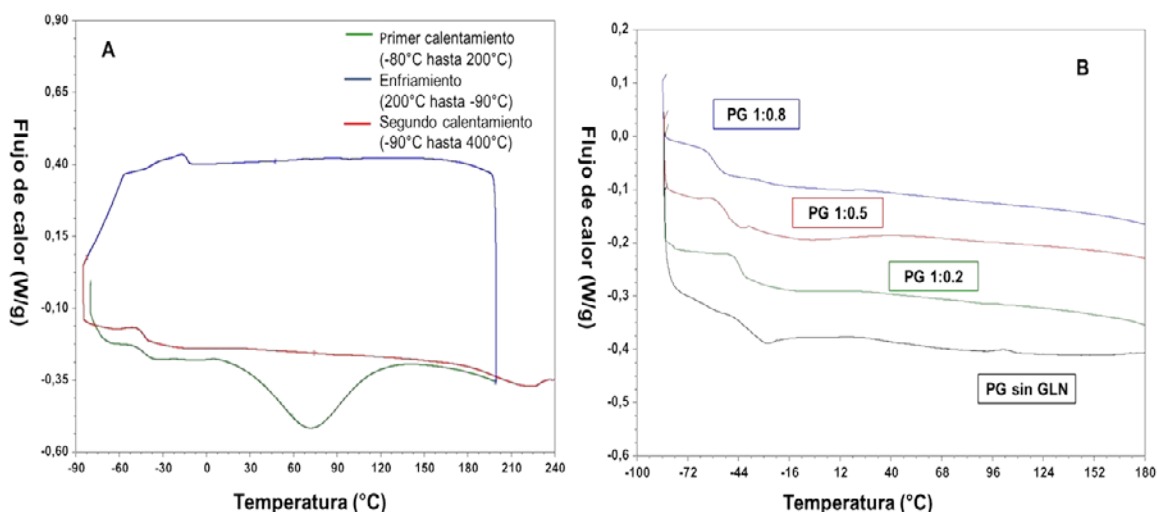 A
Primer calentamiento
(-80°C hasta 200°C)
Enfriamiento
(200°C hasta -90°C)
Segundo calentamiento
(-90°C hasta 400°C)
0,90
0,65
0,40
0,15
-0,10
-0,35
-0,60
Flujo de calor (W/g)
-90 -60 -30 0 30 60 90 120 150 180 210 240
Temperatura (°C)
B
PG 1:0.8
PG 1:0.5
PG 1:0.2
PG sin GLN
0,2
0,1
0,0
-0,1
-0,2
-0,3
-0,4
-0,5
-0,6
Flujo de calor (W/g)
-100 -72 -44 -16 12 40 68 96 124 152 180
Temperatura (°C)